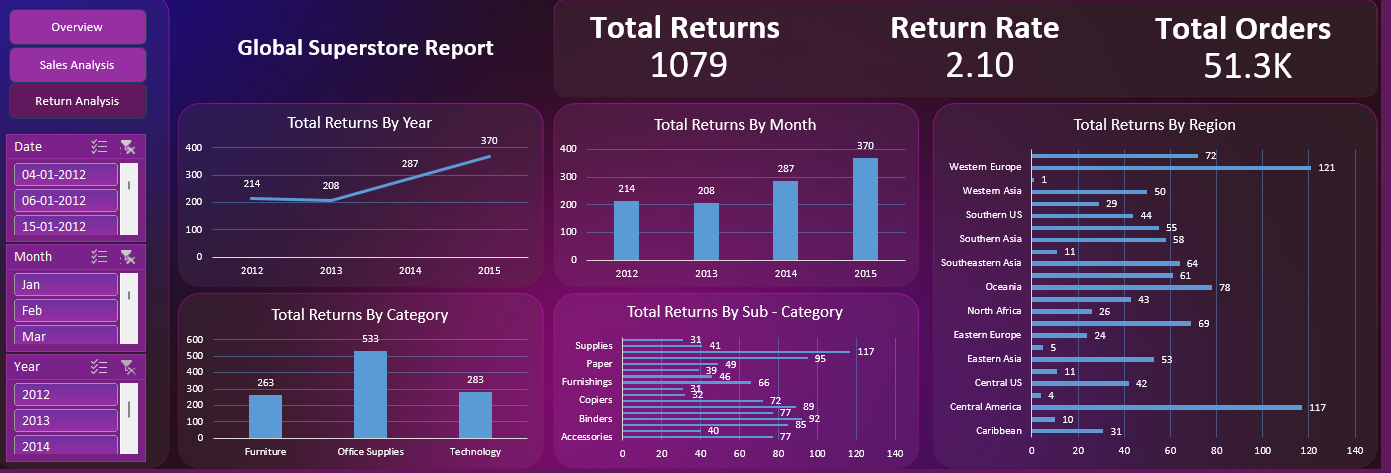 Overview
Sales Analysis
Return Analysis
Date
04-01-2012
06-01-2012
15-01-2012
Month
Jan
Feb
Mar
Year
2012
2013
2014
Global Superstore Report
Total Returns
1079
Return Rate
2.10
Total Orders
51.3K
Total Returns By Year
400
300
200
100
0
214
208
287
370
2012 2013 2014 2015
Total Returns By Month
400
300
200
100
0
214
208
287
370
2012 2013 2014 2015
Total Returns By Category
600
500
400
300
200
100
0
263
533
283
Furniture Office Supplies Technology
Total Returns By Sub - Category
31
Supplies 41
117
95
Paper 49
39
46
Furnishings 66
31
32
Copiers 72
89
77
Binders 92
85
40
Accessories 77
0 20 40 60 80 100 120 140
Total Returns By Region
72
Western Europe 121
1
Western Asia 50
29
Southern US 44
55
Southern Asia 58
11
Southeastern Asia 64
61
Oceania 78
43
North Africa 26
69
Eastern Europe 24
5
Eastern Asia 53
11
Central US 42
4
Central America 117
10
Caribbean 31
0 20 40 60 80 100 120 140